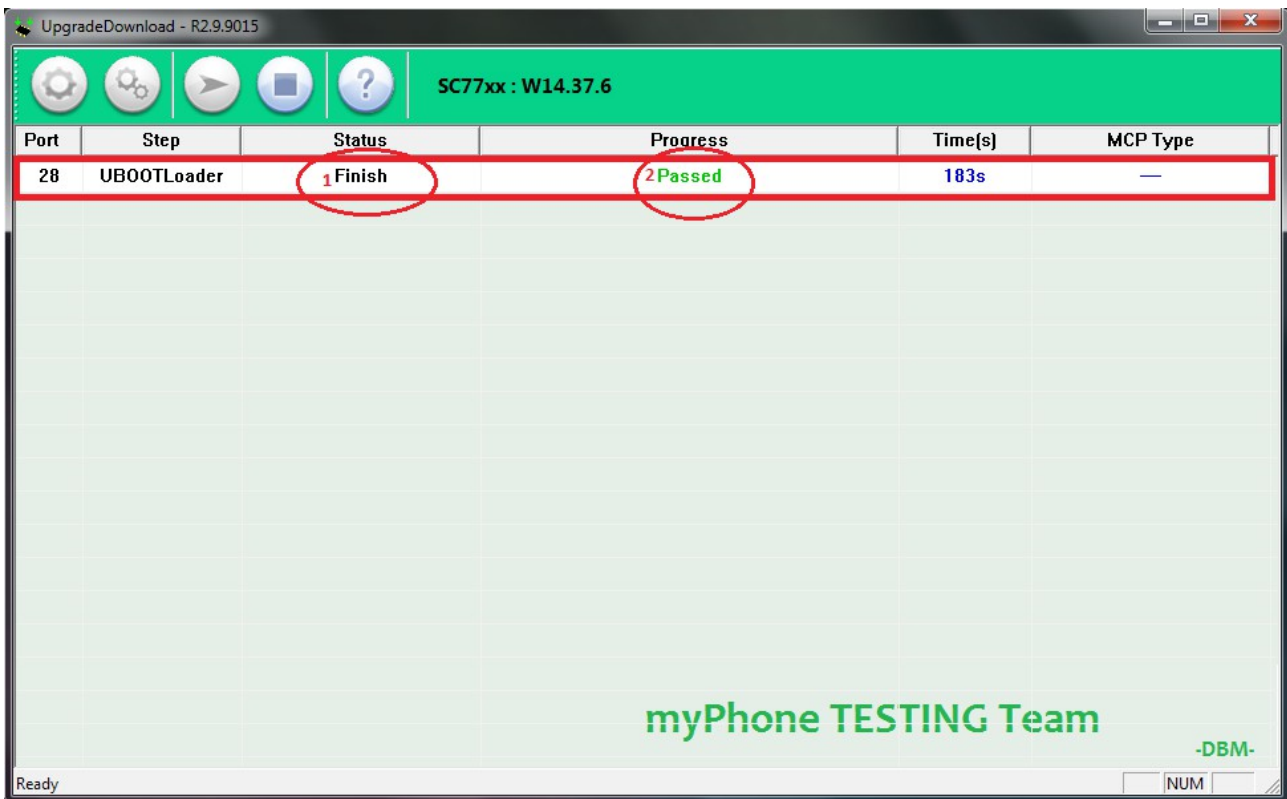 UpgradeDownload - R2.9.9015
SC77xx : W14.37.6
Port Step Status Progress Time(s) MCP Type
28 UBOOTLoader 1 Finish 2 Passed 183s —
myPhone TESTING Team
-DBM-
Ready NUM